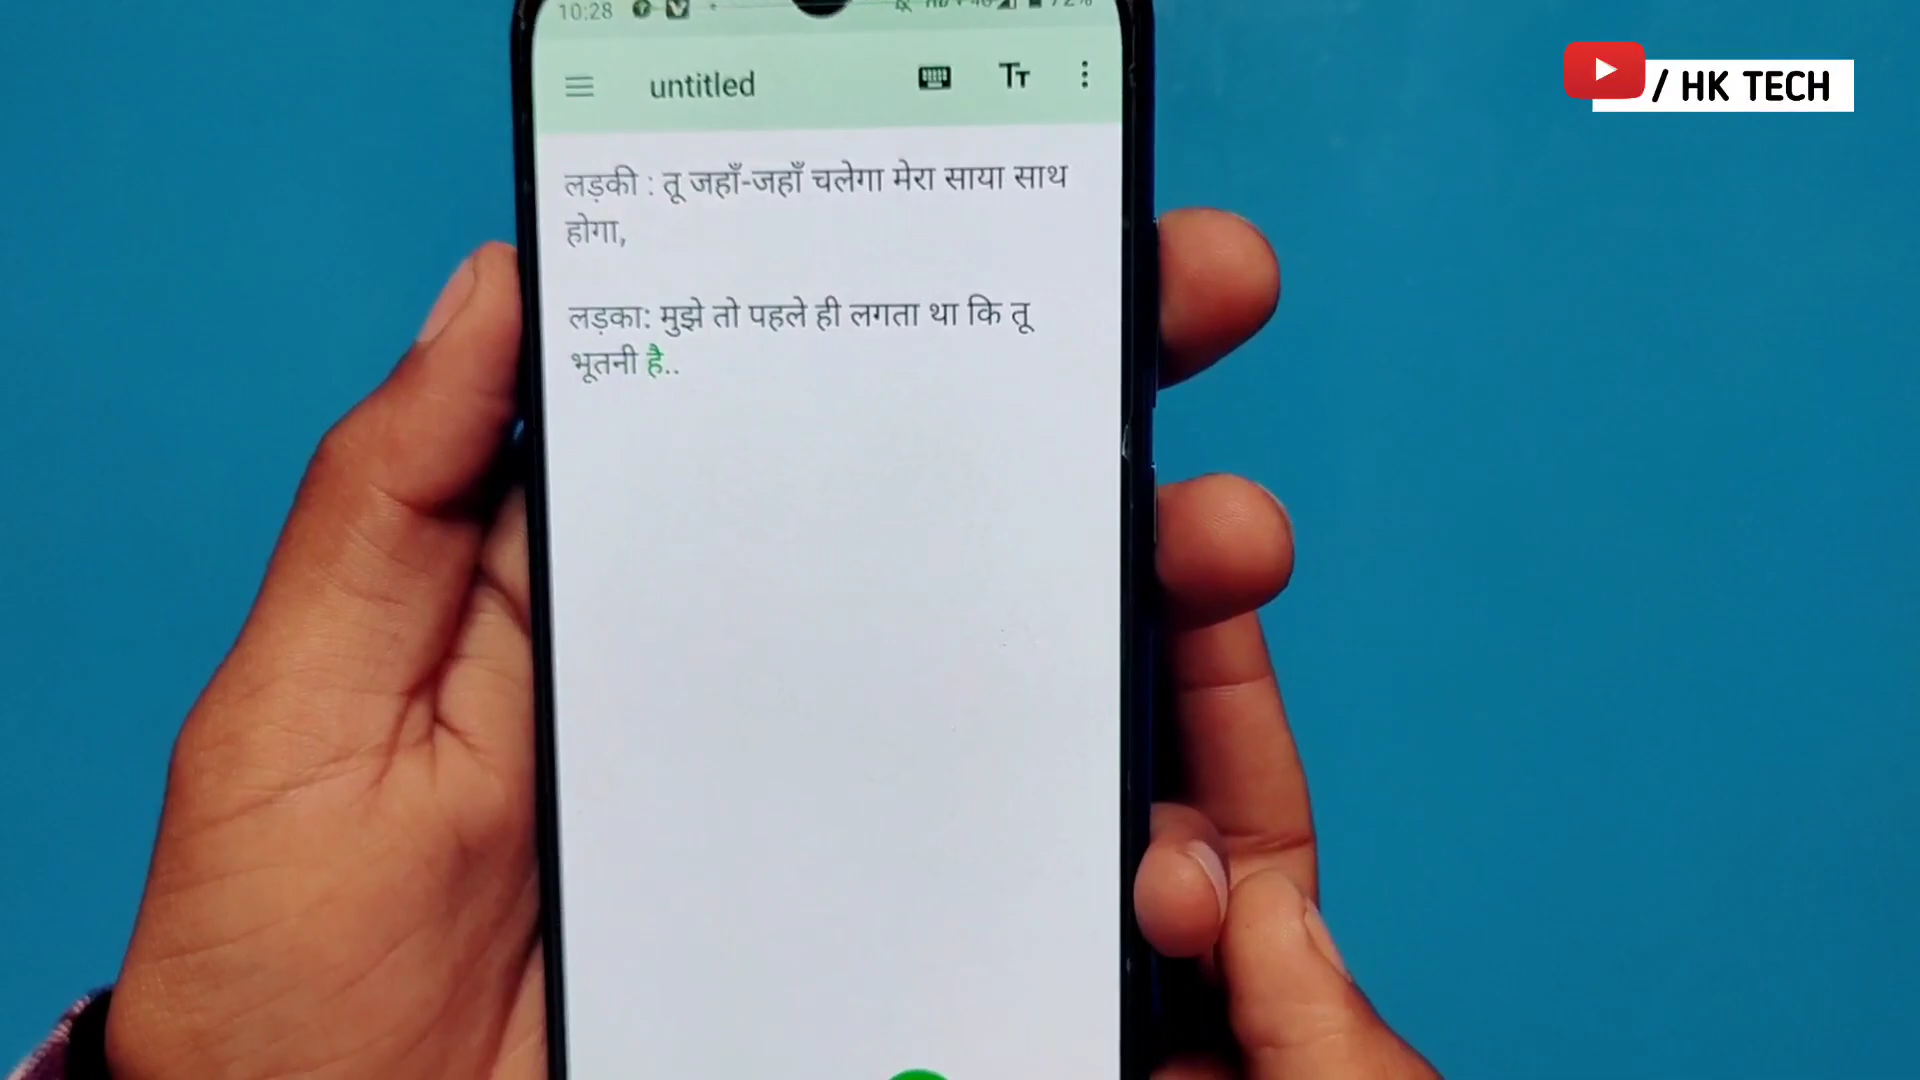 10:28
/ HK TECH
untitled
लड़की : तू जहाँ-जहाँ चलेगा मेरा साया साथ
होगा,
लड़का: मुझे तो पहले ही लगता था कि तू
भूतनी है..